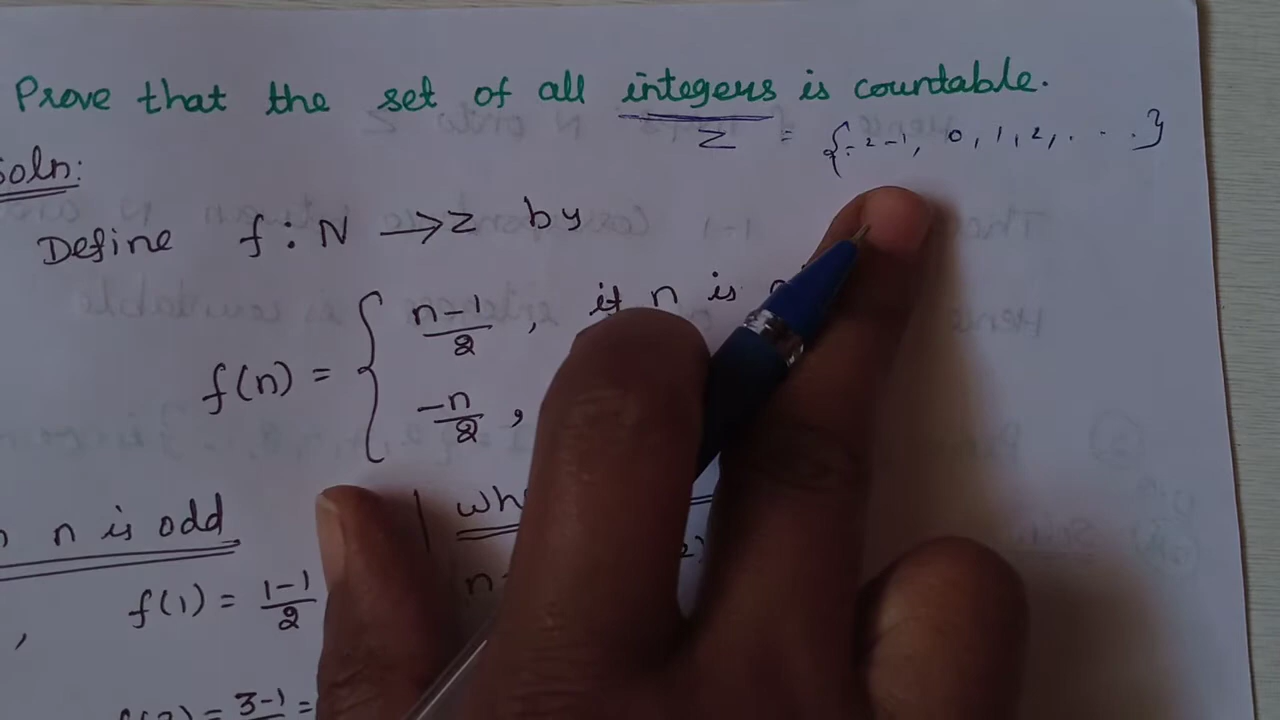 Prove that the set of all integers is countable.
Z = {.. -2 -1, 0, 1, 2, . . .}
Soln:
Define f : N → Z by
f(n) = { n-1/2, if n is
-n/2,
n is odd
f(1) = 1-1/2
3-1/2 =